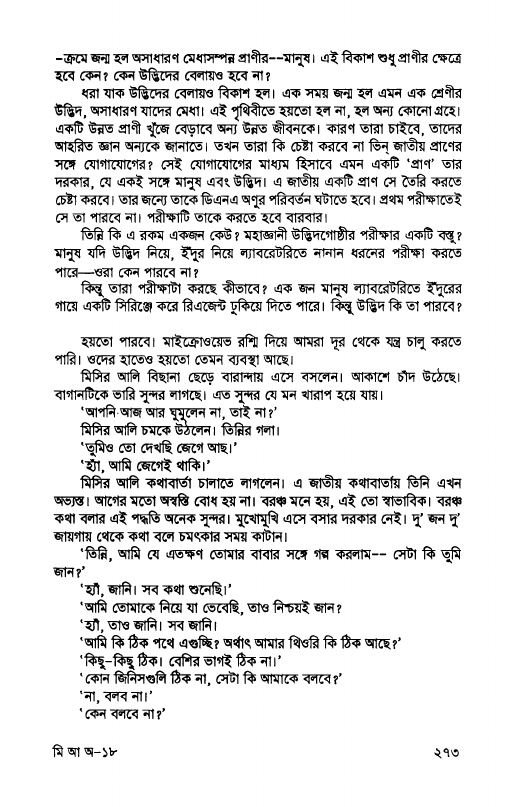 –ক্রমে জন্ম হল অসাধারণ মেধাসম্পন্ন প্রাণীর––মানুষ। এই বিকাশ শুধু প্রাণীর ক্ষেত্রে
হবে কেন? কেন উদ্ভিদের বেলায়ও হবে না?
ধরা যাক উদ্ভিদের বেলায়ও বিকাশ হল। এক সময় জন্ম হল এমন এক শ্রেণীর
উদ্ভিদ, অসাধারণ যাদের মেধা। এই পৃথিবীতে হয়তো হল না, হল অন্য কোনো গ্রহে।
একটি উন্নত প্রাণী খুঁজে বেড়াবে অন্য উন্নত জীবনকে। কারণ তারা চাইবে, তাদের
আহরিত জ্ঞান অন্যকে জানাতে। তখন তারা কি চেষ্টা করবে না ভিন্ জাতীয় প্রাণের
সঙ্গে যোগাযোগের? সেই যোগাযোগের মাধ্যম হিসাবে এমন একটি ‘প্রাণ’ তার
দরকার, যে একই সঙ্গে মানুষ এবং উদ্ভিদ। এ জাতীয় একটি প্রাণ সে তৈরি করতে
চেষ্টা করবে। তার জন্যে তাকে ডিএনএ অণুর পরিবর্তন ঘটাতে হবে। প্রথম পরীক্ষাতেই
সে তা পারবে না। পরীক্ষাটি তাকে করতে হবে বারবার।
তিন্নি কি এ রকম একজন কেউ? মহাজ্ঞানী উদ্ভিদগোষ্ঠীর পরীক্ষার একটি বস্তু?
মানুষ যদি উদ্ভিদ নিয়ে, ইঁদুর নিয়ে ল্যাবরেটরিতে নানান ধরনের পরীক্ষা করতে
পারে—ওরা কেন পারবে না?
কিন্তু তারা পরীক্ষাটা করছে কীভাবে? এক জন মানুষ ল্যাবরেটরিতে ইঁদুরের
গায়ে একটি সিরিঞ্জে করে রিএজেন্ট ঢুকিয়ে দিতে পারে। কিন্তু উদ্ভিদ কি তা পারবে?
হয়তো পারবে। মাইক্রোওয়েভ রশ্মি দিয়ে আমরা দূর থেকে যন্ত্র চালু করতে
পারি। ওদের হাতেও হয়তো তেমন ব্যবস্থা আছে।
মিসির আলি বিছানা ছেড়ে বারান্দায় এসে বসলেন। আকাশে চাঁদ উঠেছে।
বাগানটিকে ভারি সুন্দর লাগছে। এত সুন্দর যে মন খারাপ হয়ে যায়।
‘আপনি আজ আর ঘুমুলেন না, তাই না?’
মিসির আলি চমকে উঠলেন। তিন্নির গলা।
‘তুমিও তো দেখছি জেগে আছ।’
‘হ্যাঁ, আমি জেগেই থাকি।’
মিসির আলি কথাবার্তা চালাতে লাগলেন। এ জাতীয় কথাবার্তায় তিনি এখন
অভ্যস্ত। আগের মতো অস্বস্তি বোধ হয় না। বরঞ্চ মনে হয়, এই তো স্বাভাবিক। বরঞ্চ
কথা বলার এই পদ্ধতি অনেক সুন্দর। মুখোমুখি এসে বসার দরকার নেই। দু’ জন দু’
জায়গায় থেকে কথা বলে চমৎকার সময় কাটান।
‘তিন্নি, আমি যে এতক্ষণ তোমার বাবার সঙ্গে গল্প করলাম–– সেটা কি তুমি
জান?’
‘হ্যাঁ, জানি। সব কথা শুনেছি।’
‘আমি তোমাকে নিয়ে যা ভেবেছি, তাও নিশ্চয়ই জান?
‘হ্যাঁ, তাও জানি। সব জানি।
‘আমি কি ঠিক পথে এগুচ্ছি? অর্থাৎ আমার থিওরি কি ঠিক আছে?’
‘কিছু–কিছু ঠিক। বেশির ভাগই ঠিক না।’
‘কোন জিনিসগুলি ঠিক না, সেটা কি আমাকে বলবে?’
‘না, বলব না।’
‘কেন বলবে না?’
মি আ অ–১৮ ২৭৩